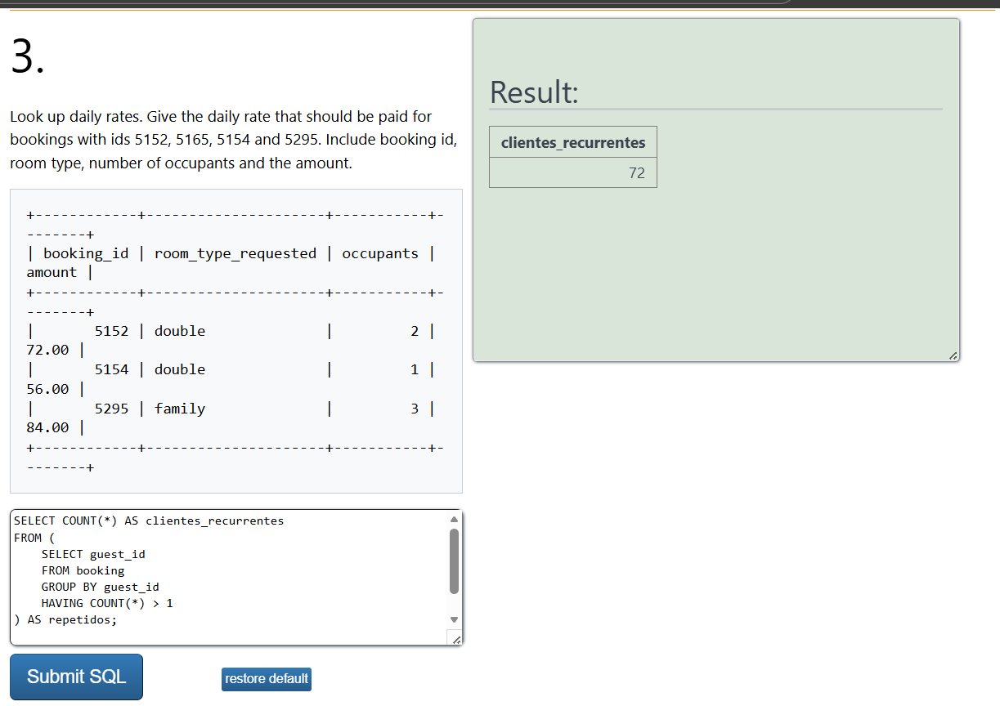 3.
Look up daily rates. Give the daily rate that should be paid for
bookings with ids 5152, 5165, 5154 and 5295. Include booking id,
room type, number of occupants and the amount.
+------------+---------------------+-----------+-
-------+
| booking_id | room_type_requested | occupants |
amount |
+------------+---------------------+-----------+-
-------+
|       5152 | double              |         2 |
72.00 |
|       5154 | double              |         1 |
56.00 |
|       5295 | family              |         3 |
84.00 |
+------------+---------------------+-----------+-
-------+
SELECT COUNT(*) AS clientes_recurrentes
FROM (
    SELECT guest_id
    FROM booking
    GROUP BY guest_id
    HAVING COUNT(*) > 1
) AS repetidos;
Submit SQL
restore default
Result:
clientes_recurrentes
72